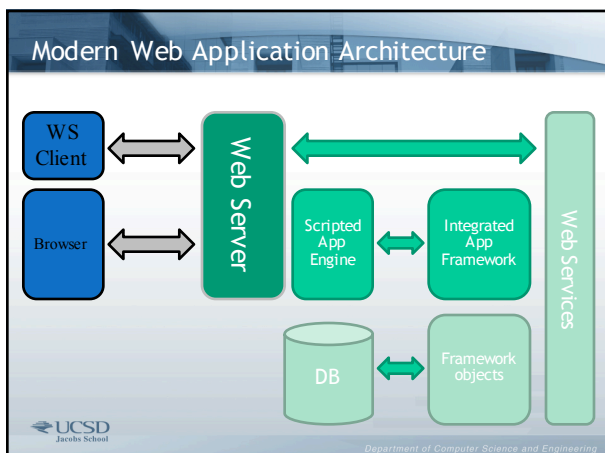 Modern Web Application Architecture
WS
Client
Browser
Web Server
Scripted
App
Engine
Integrated
App
Framework
Web Services
DB
Framework
objects
UCSD
Jacobs School
Department of Computer Science and Engineering